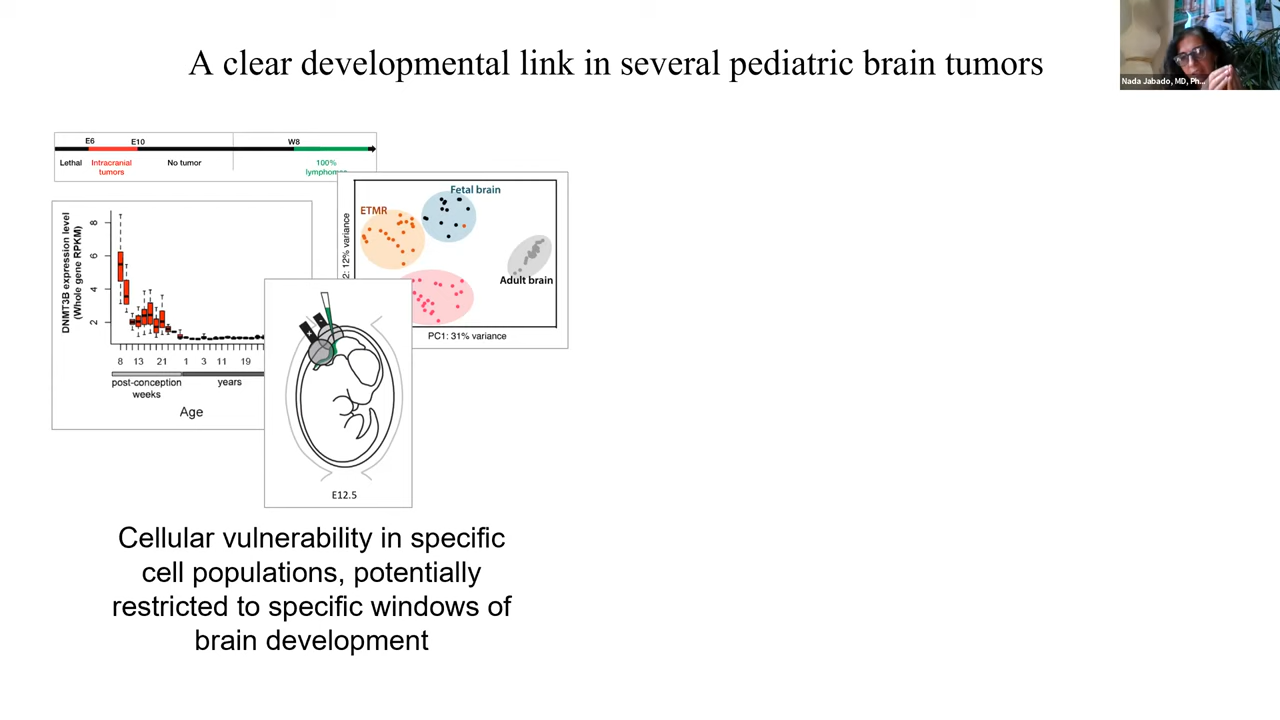 A clear developmental link in several pediatric brain tumors
Nada Jabado, MD, Ph...
E6 E10 W8
Lethal Intracranial tumors No tumor 100%
DNMT3B expression level
(Whole gene RPKM)
8
6
4
2
8 13 21 1 3 11 19
post-conception
weeks
years
Age
Fetal brain
ETMR
Adult brain
2: 12% variance
PC1: 31% variance
E12.5
Cellular vulnerability in specific
cell populations, potentially
restricted to specific windows of
brain development